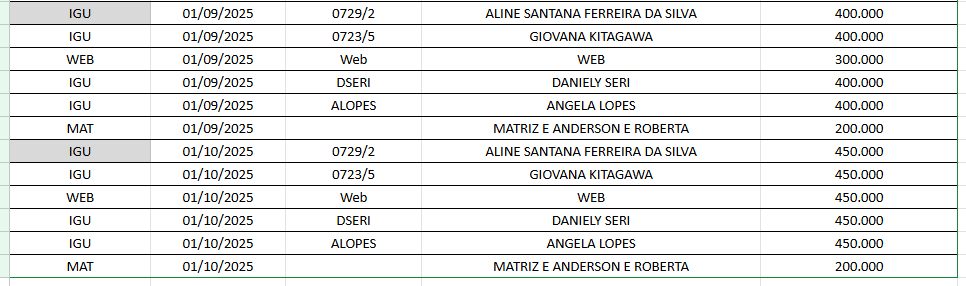 IGU 01/09/2025 0729/2 ALINE SANTANA FERREIRA DA SILVA 400.000
IGU 01/09/2025 0723/5 GIOVANA KITAGAWA 400.000
WEB 01/09/2025 Web WEB 300.000
IGU 01/09/2025 DSERI DANIELY SERI 400.000
IGU 01/09/2025 ALOPES ANGELA LOPES 400.000
MAT 01/09/2025 MATRIZ E ANDERSON E ROBERTA 200.000
IGU 01/10/2025 0729/2 ALINE SANTANA FERREIRA DA SILVA 450.000
IGU 01/10/2025 0723/5 GIOVANA KITAGAWA 450.000
WEB 01/10/2025 Web WEB 450.000
IGU 01/10/2025 DSERI DANIELY SERI 450.000
IGU 01/10/2025 ALOPES ANGELA LOPES 450.000
MAT 01/10/2025 MATRIZ E ANDERSON E ROBERTA 200.000